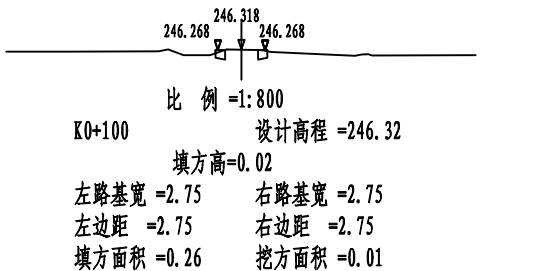 246.318
246.268 246.268
比 例 =1:800
K0+100 设计高程 =246.32
填方高=0.02
左路基宽 =2.75 右路基宽 =2.75
左边距 =2.75 右边距 =2.75
填方面积 =0.26 挖方面积 =0.01